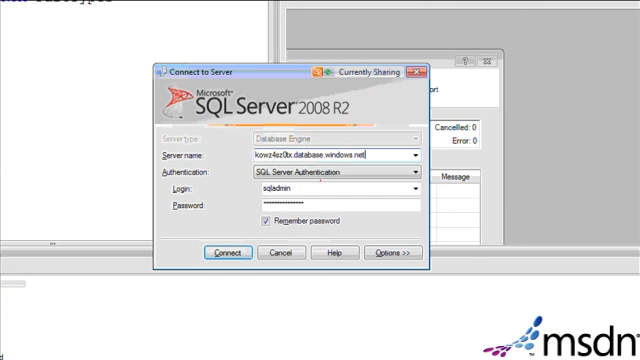 Connect to Server
Currently Sharing
Microsoft
SQL Server 2008 R2
ort
Cancelled: 0
Error: 0
Message
Server type:
Database Engine
Server name:
kowz4sz0tx.database.windows.net
Authentication:
SQL Server Authentication
Login:
sqladmin
Password:
***************
Remember password
Connect
Cancel
Help
Options >>
msdn